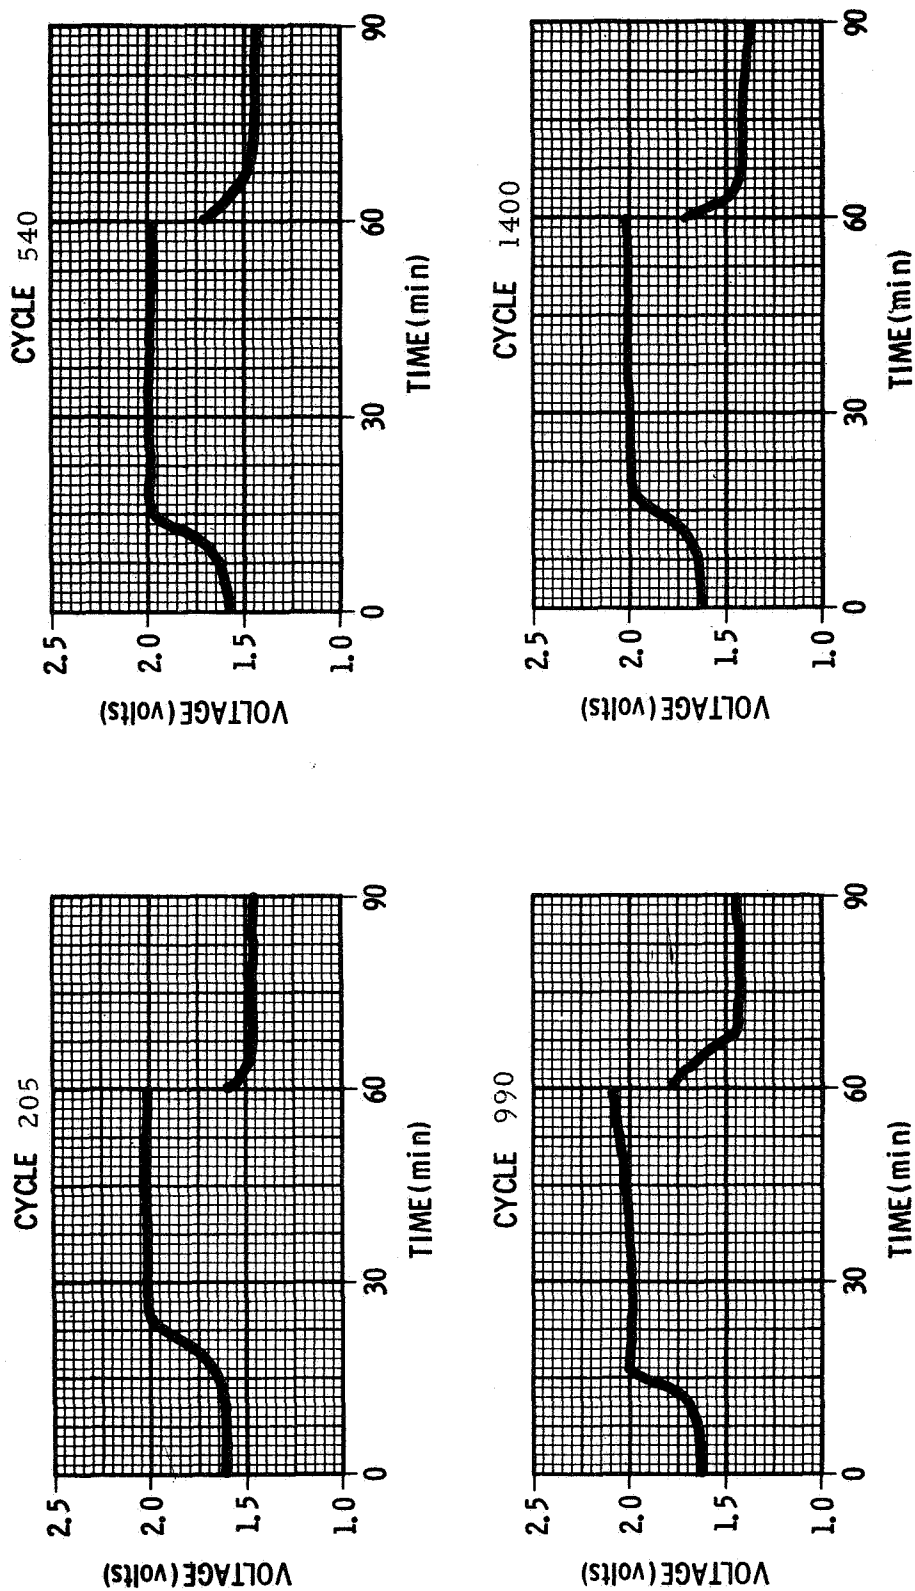 CYCLE 205
VOLTAGE (volts)
2.5
2.0
1.5
1.0
0
30
60
90
TIME (min)
CYCLE 540
VOLTAGE (volts)
2.5
2.0
1.5
1.0
0
30
60
90
TIME (min)
CYCLE 990
VOLTAGE (volts)
2.5
2.0
1.5
1.0
0
30
60
90
TIME (min)
CYCLE 1400
VOLTAGE (volts)
2.5
2.0
1.5
1.0
0
30
60
90
TIME (min)